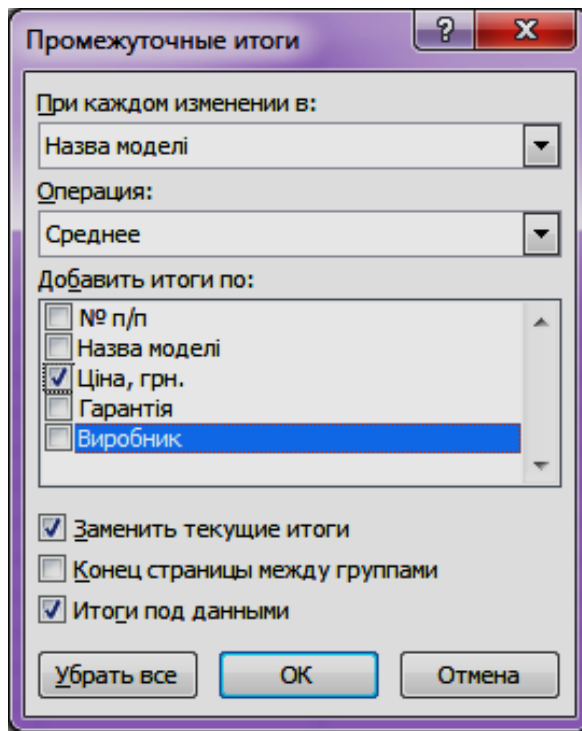 Промежуточные итоги
При каждом изменении в:
Назва моделі
Операция:
Среднее
Добавить итоги по:
№ п/п
Назва моделі
Ціна, грн.
Гарантія
Виробник
Заменить текущие итоги
Конец страницы между группами
Итоги под данными
Убрать все ОК Отмена